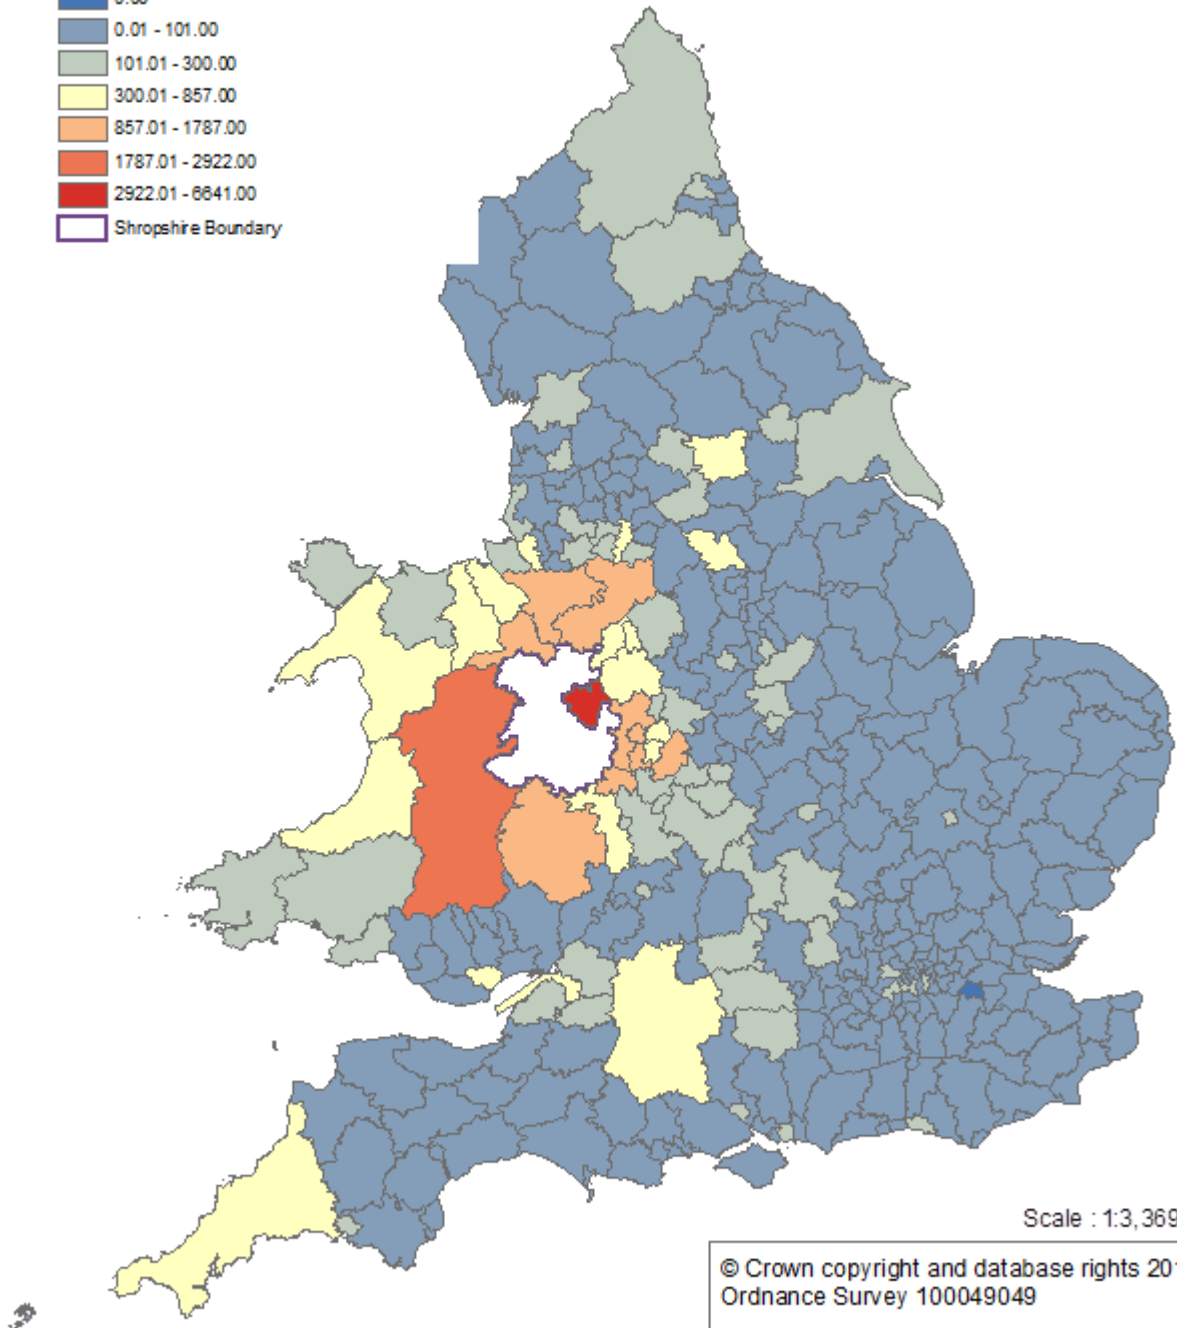 0.01 - 101.00
101.01 - 300.00
300.01 - 857.00
857.01 - 1787.00
1787.01 - 2922.00
2922.01 - 6641.00
Shropshire Boundary
Scale : 1:3,369
© Crown copyright and database rights 201
Ordnance Survey 100049049